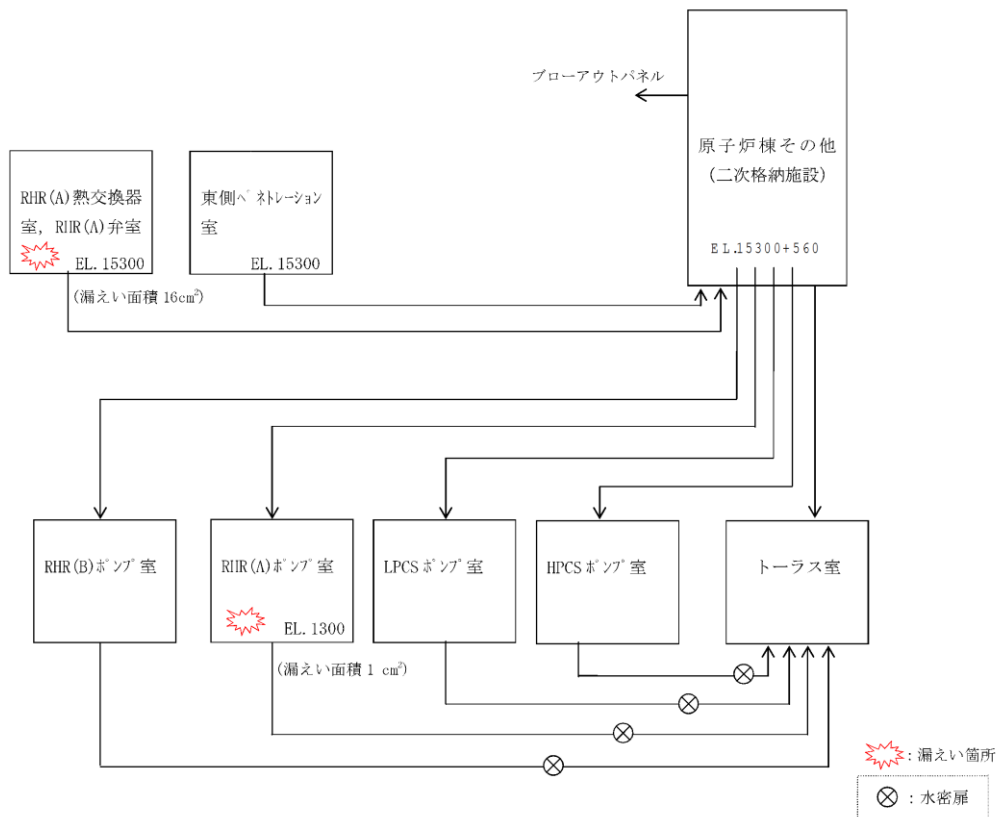 ブローアウトパネル
原子炉棟その他
(二次格納施設)
EL.15300+560
RHR(A)熱交換器
室, RHR(A)弁室
EL.15300
(漏えい面積 16cm²)
東側ペネトレーション
室
EL.15300
RHR(B)ポンプ室
RHR(A)ポンプ室
EL.1300
(漏えい面積 1 cm²)
LPCSポンプ室
HPCSポンプ室
トーラス室
:漏えい箇所
:水密扉